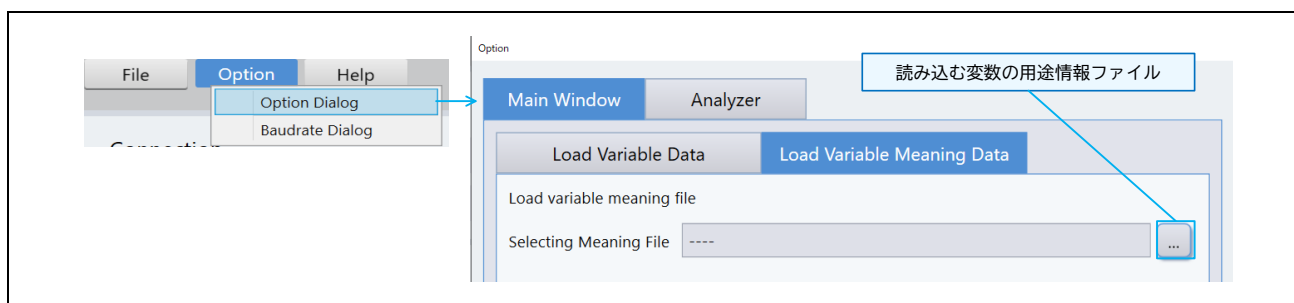 File Option Help
Option Dialog
Baudrate Dialog
Connection
Option
読み込む変数の用途情報ファイル
Main Window Analyzer
Load Variable Data Load Variable Meaning Data
Load variable meaning file
Selecting Meaning File ---- ...